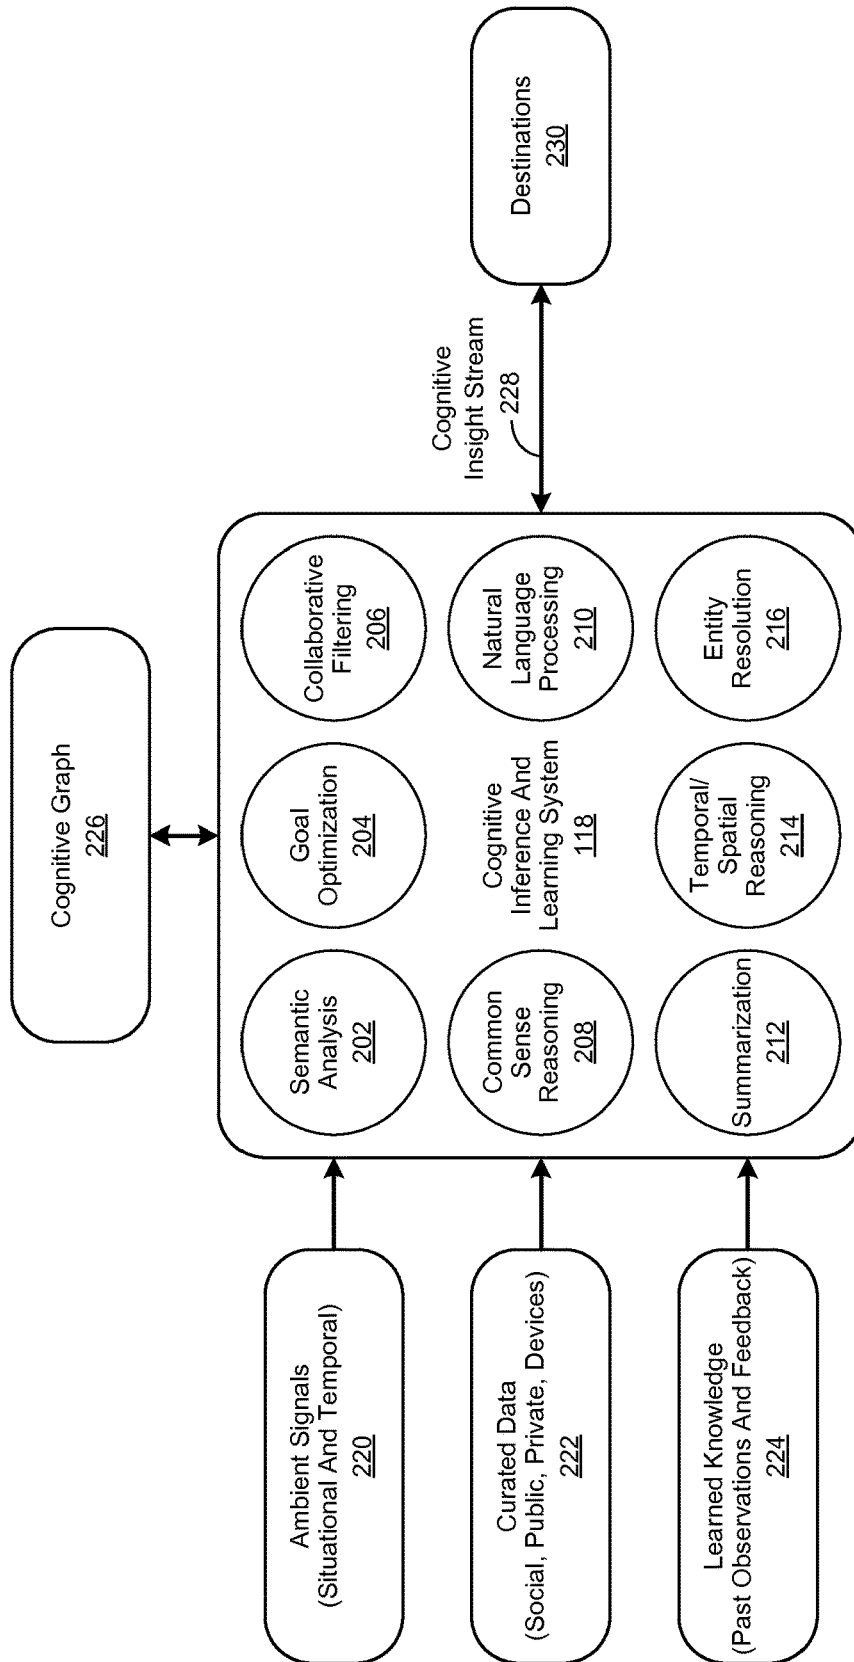 Cognitive Graph
226
Ambient Signals
(Situational And Temporal)
220
Curated Data
(Social, Public, Private, Devices)
222
Learned Knowledge
(Past Observations And Feedback)
224
Semantic
Analysis
202
Goal
Optimization
204
Collaborative
Filtering
206
Common
Sense
Reasoning
208
Cognitive
Inference And
Learning System
118
Natural
Language
Processing
210
Summarization
212
Temporal/
Spatial
Reasoning
214
Entity
Resolution
216
Cognitive
Insight Stream
228
Destinations
230